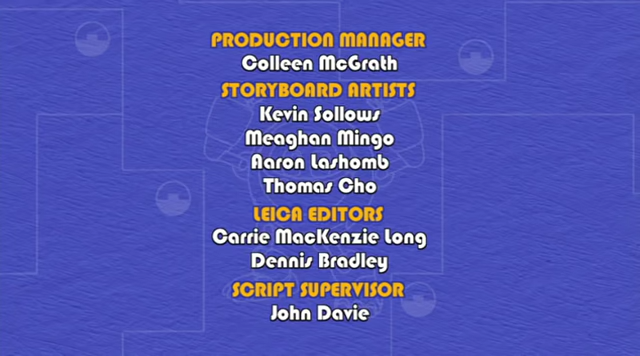 PRODUCTION MANAGER
Colleen McGrath
STORYBOARD ARTISTS
Kevin Sollows
Meaghan Mingo
Aaron Lashomb
Thomas Cho
LEICA EDITORS
Carrie MacKenzie Long
Dennis Bradley
SCRIPT SUPERVISOR
John Davie